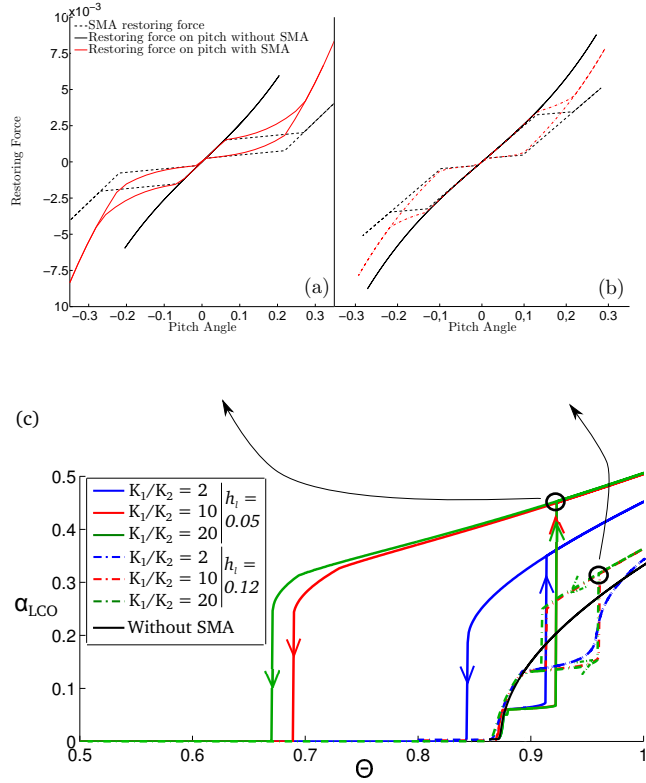 10×10⁻³
SMA restoring force
Restoring force on pitch without SMA
Restoring force on pitch with SMA
7.5
5
2.5
0
−2.5
−5
−7.5
10
Restoring Force
(a)
(b)
−0.3 −0.2 −0.1 0 0.1 0.2 0.3
−0.3 −0.2 −0.1 0 0,1 0,2 0,3
Pitch Angle
Pitch Angle
(c)
0.5
0.4
0.3
0.2
0.1
0
α_LCO
K₁/K₂ = 2
K₁/K₂ = 10
K₁/K₂ = 20
hₗ =
0.05
K₁/K₂ = 2
K₁/K₂ = 10
K₁/K₂ = 20
hₗ =
0.12
Without SMA
0.5 0.6 0.7 0.8 0.9 1
Θ